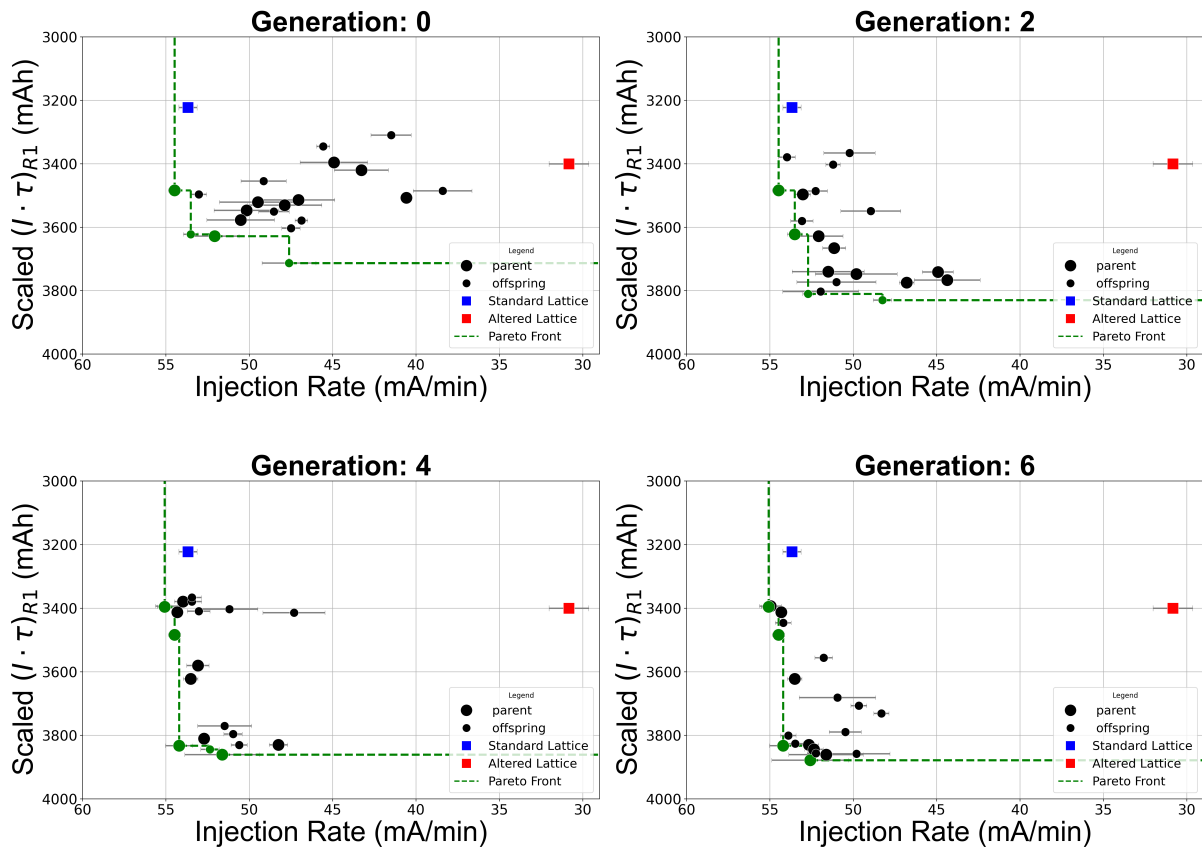 Generation: 0
Scaled (I · τ)R1 (mAh)
3000
3200
3400
3600
3800
4000
60
55
50
45
40
35
30
Injection Rate (mA/min)
Legend
parent
offspring
Standard Lattice
Altered Lattice
Pareto Front
Generation: 2
Scaled (I · τ)R1 (mAh)
3000
3200
3400
3600
3800
4000
60
55
50
45
40
35
30
Injection Rate (mA/min)
Legend
parent
offspring
Standard Lattice
Altered Lattice
Pareto Front
Generation: 4
Scaled (I · τ)R1 (mAh)
3000
3200
3400
3600
3800
4000
60
55
50
45
40
35
30
Injection Rate (mA/min)
Legend
parent
offspring
Standard Lattice
Altered Lattice
Pareto Front
Generation: 6
Scaled (I · τ)R1 (mAh)
3000
3200
3400
3600
3800
4000
60
55
50
45
40
35
30
Injection Rate (mA/min)
Legend
parent
offspring
Standard Lattice
Altered Lattice
Pareto Front